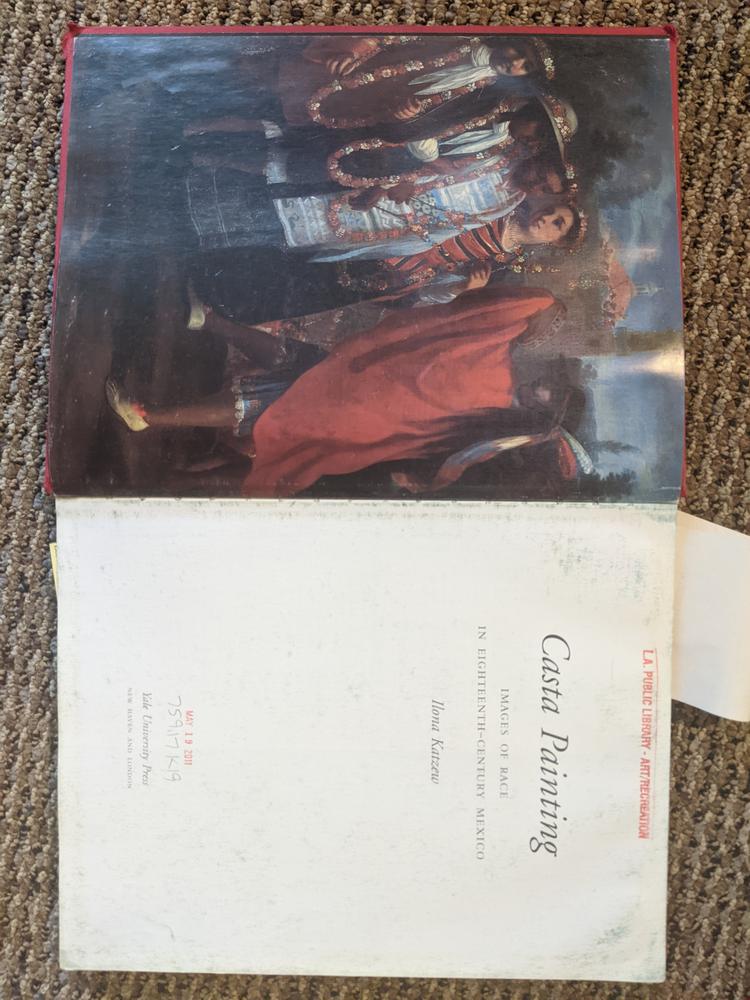 L.A. PUBLIC LIBRARY - ART/RECREATION
Casta Painting
IMAGES OF RACE
IN EIGHTEENTH-CENTURY MEXICO
Ilona Katzew
MAY 19 2011
759.17 K19
Yale University Press
NEW HAVEN AND LONDON